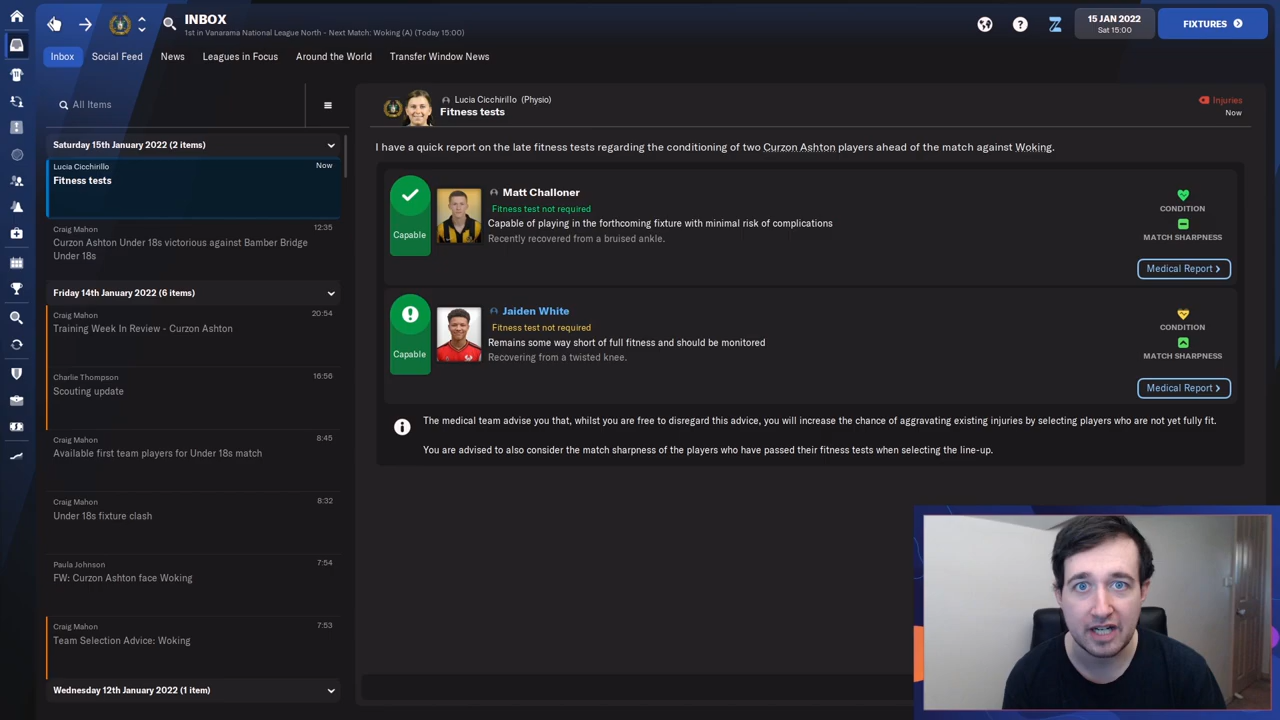 INBOX
1st in Vanarama National League North - Next Match: Woking (A) (Today 15:00)
15 JAN 2022
Sat 15:00
FIXTURES
Inbox
Social Feed
News
Leagues in Focus
Around the World
Transfer Window News
All Items
Saturday 15th January 2022 (2 items)
Lucia Cicchirillo
Now
Fitness tests
Craig Mahon
12:35
Curzon Ashton Under 18s victorious against Bamber Bridge
Under 18s
Friday 14th January 2022 (6 items)
Craig Mahon
20:54
Training Week In Review - Curzon Ashton
Charlie Thompson
16:56
Scouting update
Craig Mahon
8:45
Available first team players for Under 18s match
Craig Mahon
8:32
Under 18s fixture clash
Paula Johnson
7:54
FW: Curzon Ashton face Woking
Craig Mahon
7:53
Team Selection Advice: Woking
Wednesday 12th January 2022 (1 item)
Lucia Cicchirillo (Physio)
Fitness tests
Injuries
Now
I have a quick report on the late fitness tests regarding the conditioning of two Curzon Ashton players ahead of the match against Woking.
Capable
Matt Challoner
Fitness test not required
Capable of playing in the forthcoming fixture with minimal risk of complications
Recently recovered from a bruised ankle.
CONDITION
MATCH SHARPNESS
Medical Report
Capable
Jaiden White
Fitness test not required
Remains some way short of full fitness and should be monitored
Recovering from a twisted knee.
CONDITION
MATCH SHARPNESS
Medical Report
The medical team advise you that, whilst you are free to disregard this advice, you will increase the chance of aggravating existing injuries by selecting players who are not yet fully fit.
You are advised to also consider the match sharpness of the players who have passed their fitness tests when selecting the line-up.